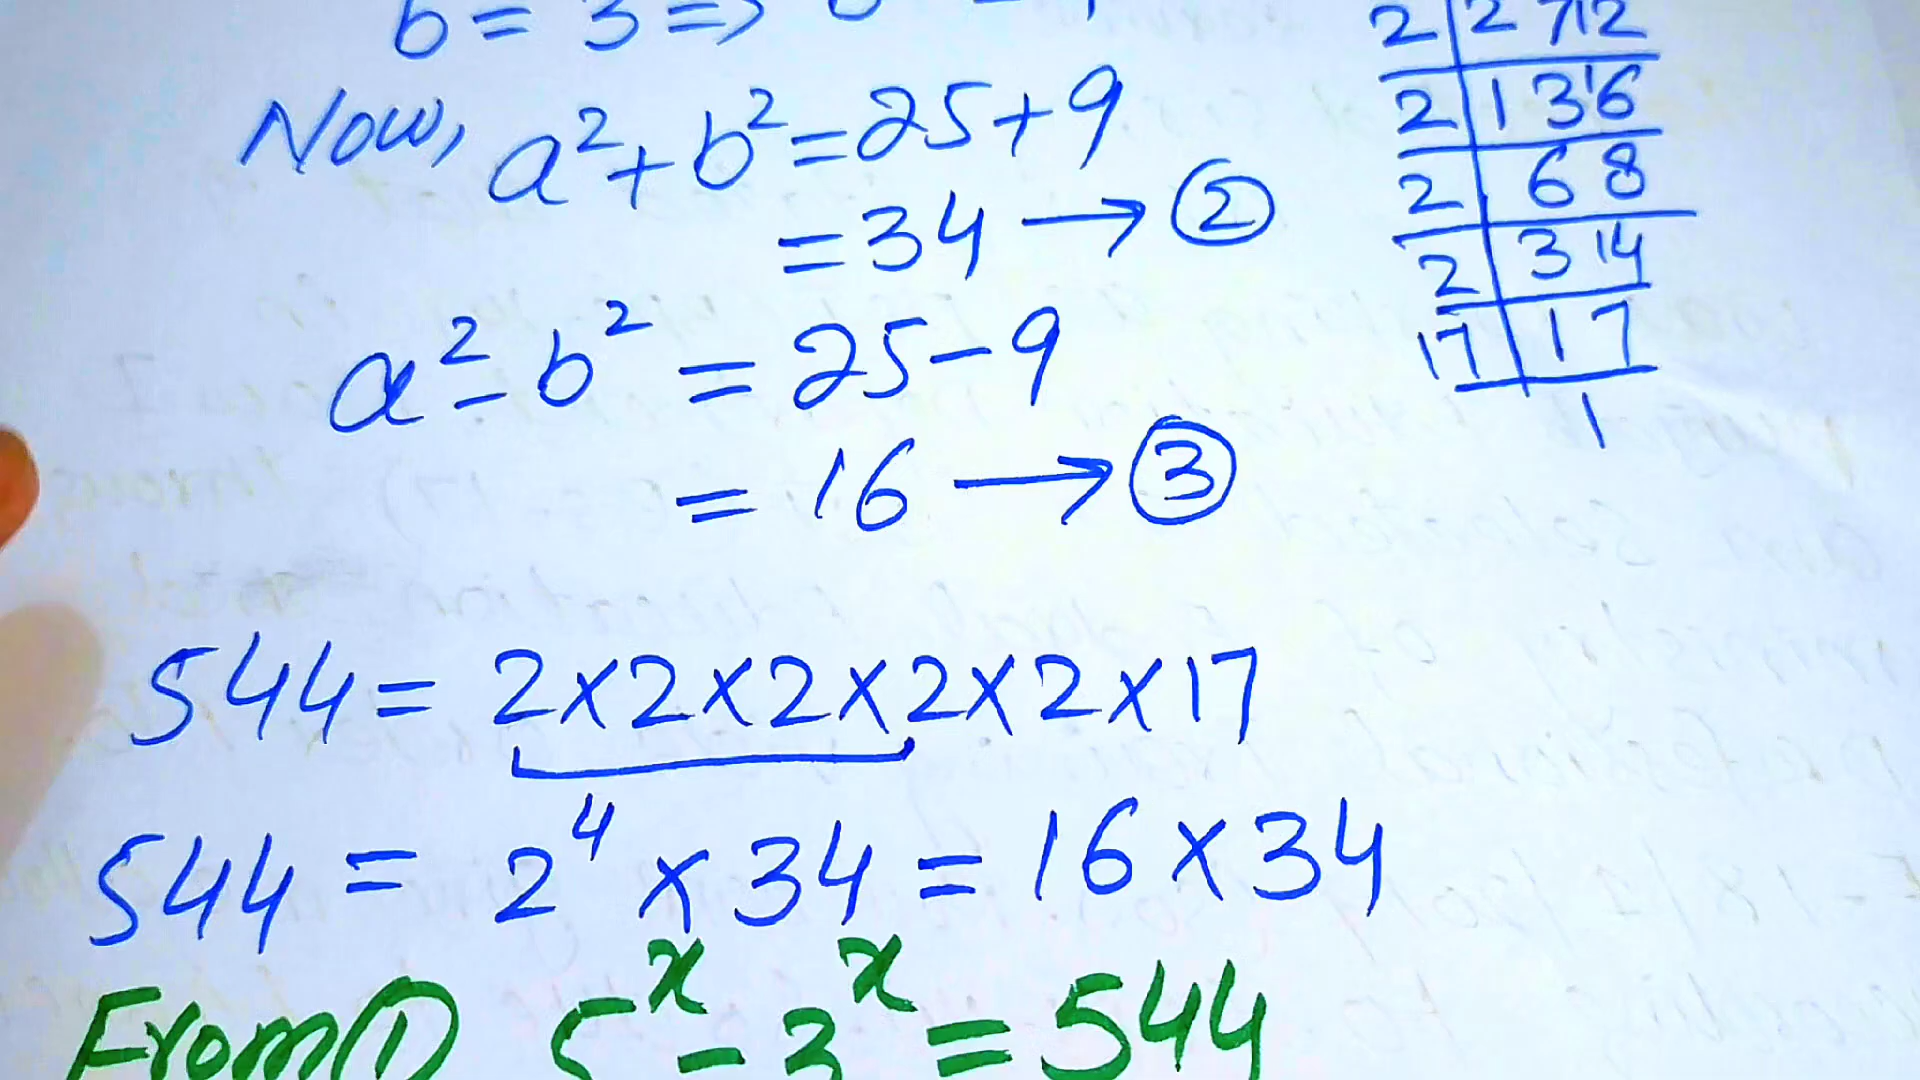 b = 3 =>
Now, a² + b² = 25 + 9
= 34 → ②
a² - b² = 25 - 9
= 16 → ③
2 | 272
2 | 136
2 | 68
2 | 34
17 | 17
1
544 = 2×2×2×2×2×17
544 = 2⁴ × 34 = 16 × 34
From ① 5ˣ - 3ˣ = 544